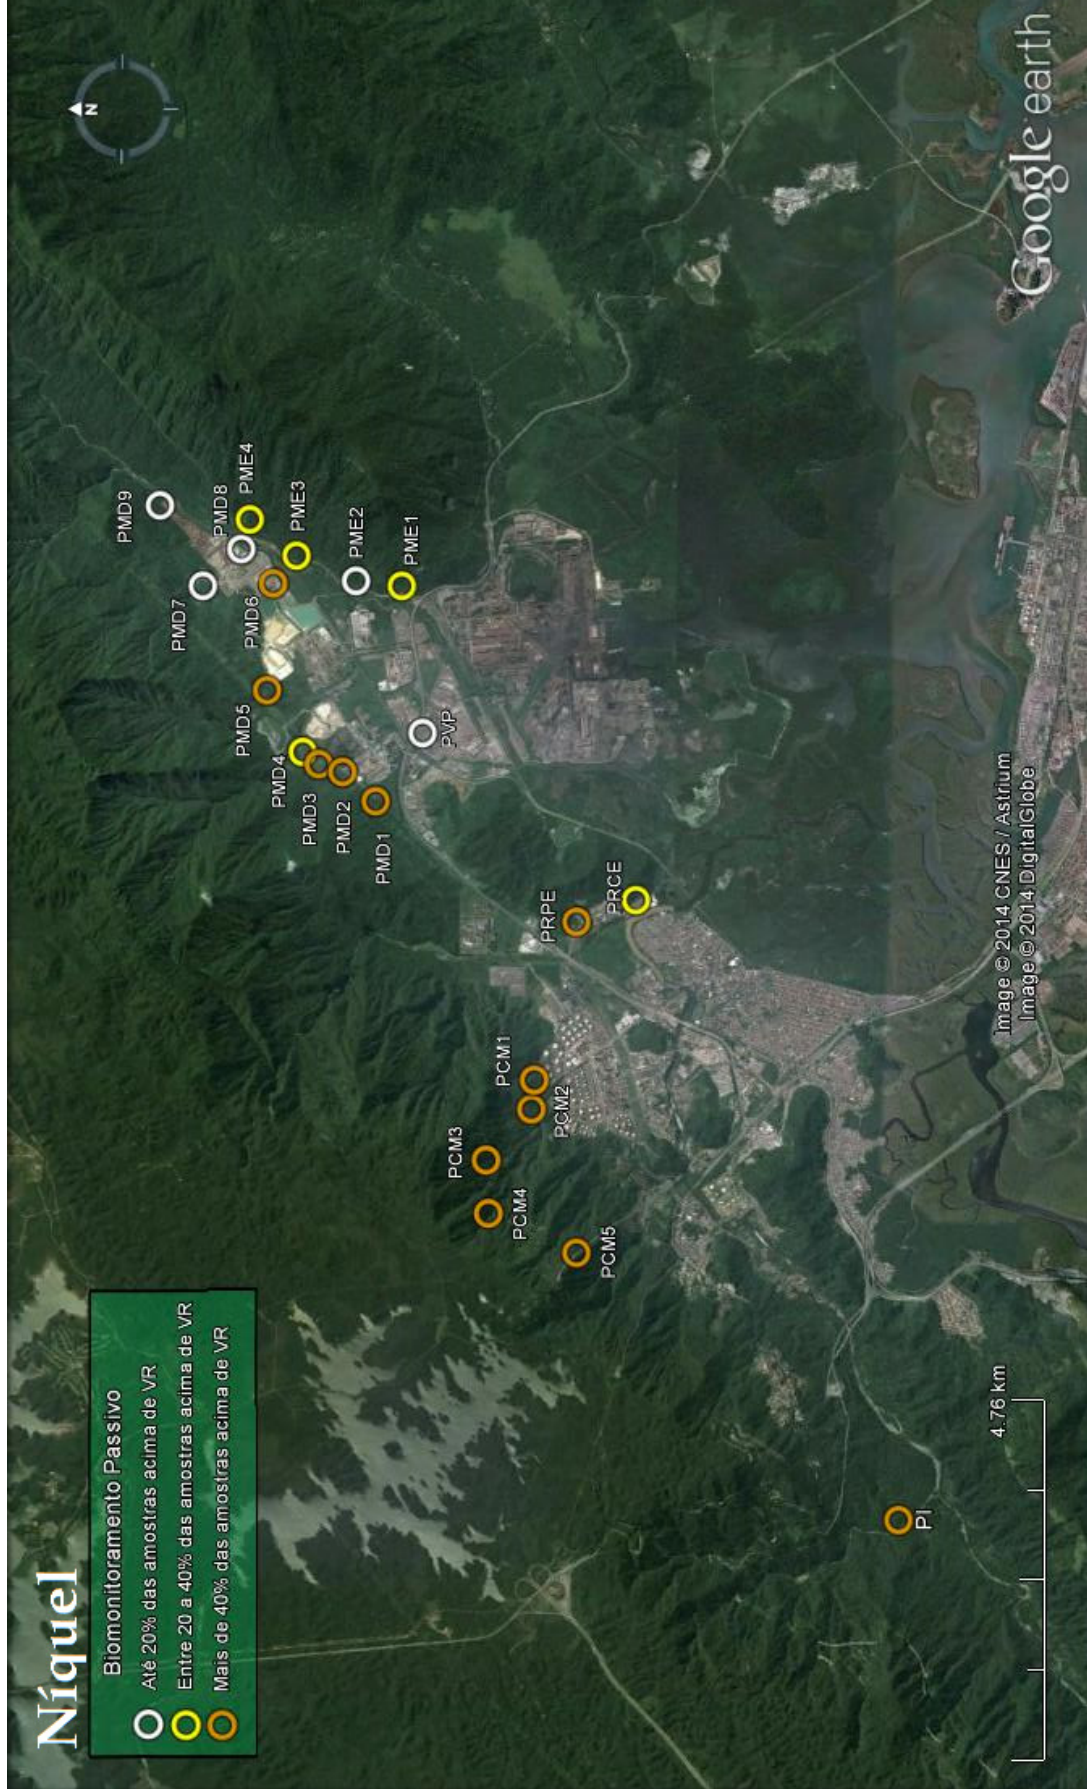 Níquel
Biomonitoramento Passivo
Até 20% das amostras acima de VR
Entre 20 a 40% das amostras acima de VR
Mais de 40% das amostras acima de VR
N
PMD9
PMD8
PME4
PMD7
PME3
PMD6
PME2
PMD5
PME1
PMD4
PMD3
PMD2
PVP
PMD1
PRPE
PRCE
PCM1
PCM2
PCM3
PCM4
PCM5
PI
4.76 km
Image © 2014 CNES / Astrium
Image © 2014 DigitalGlobe
Google earth